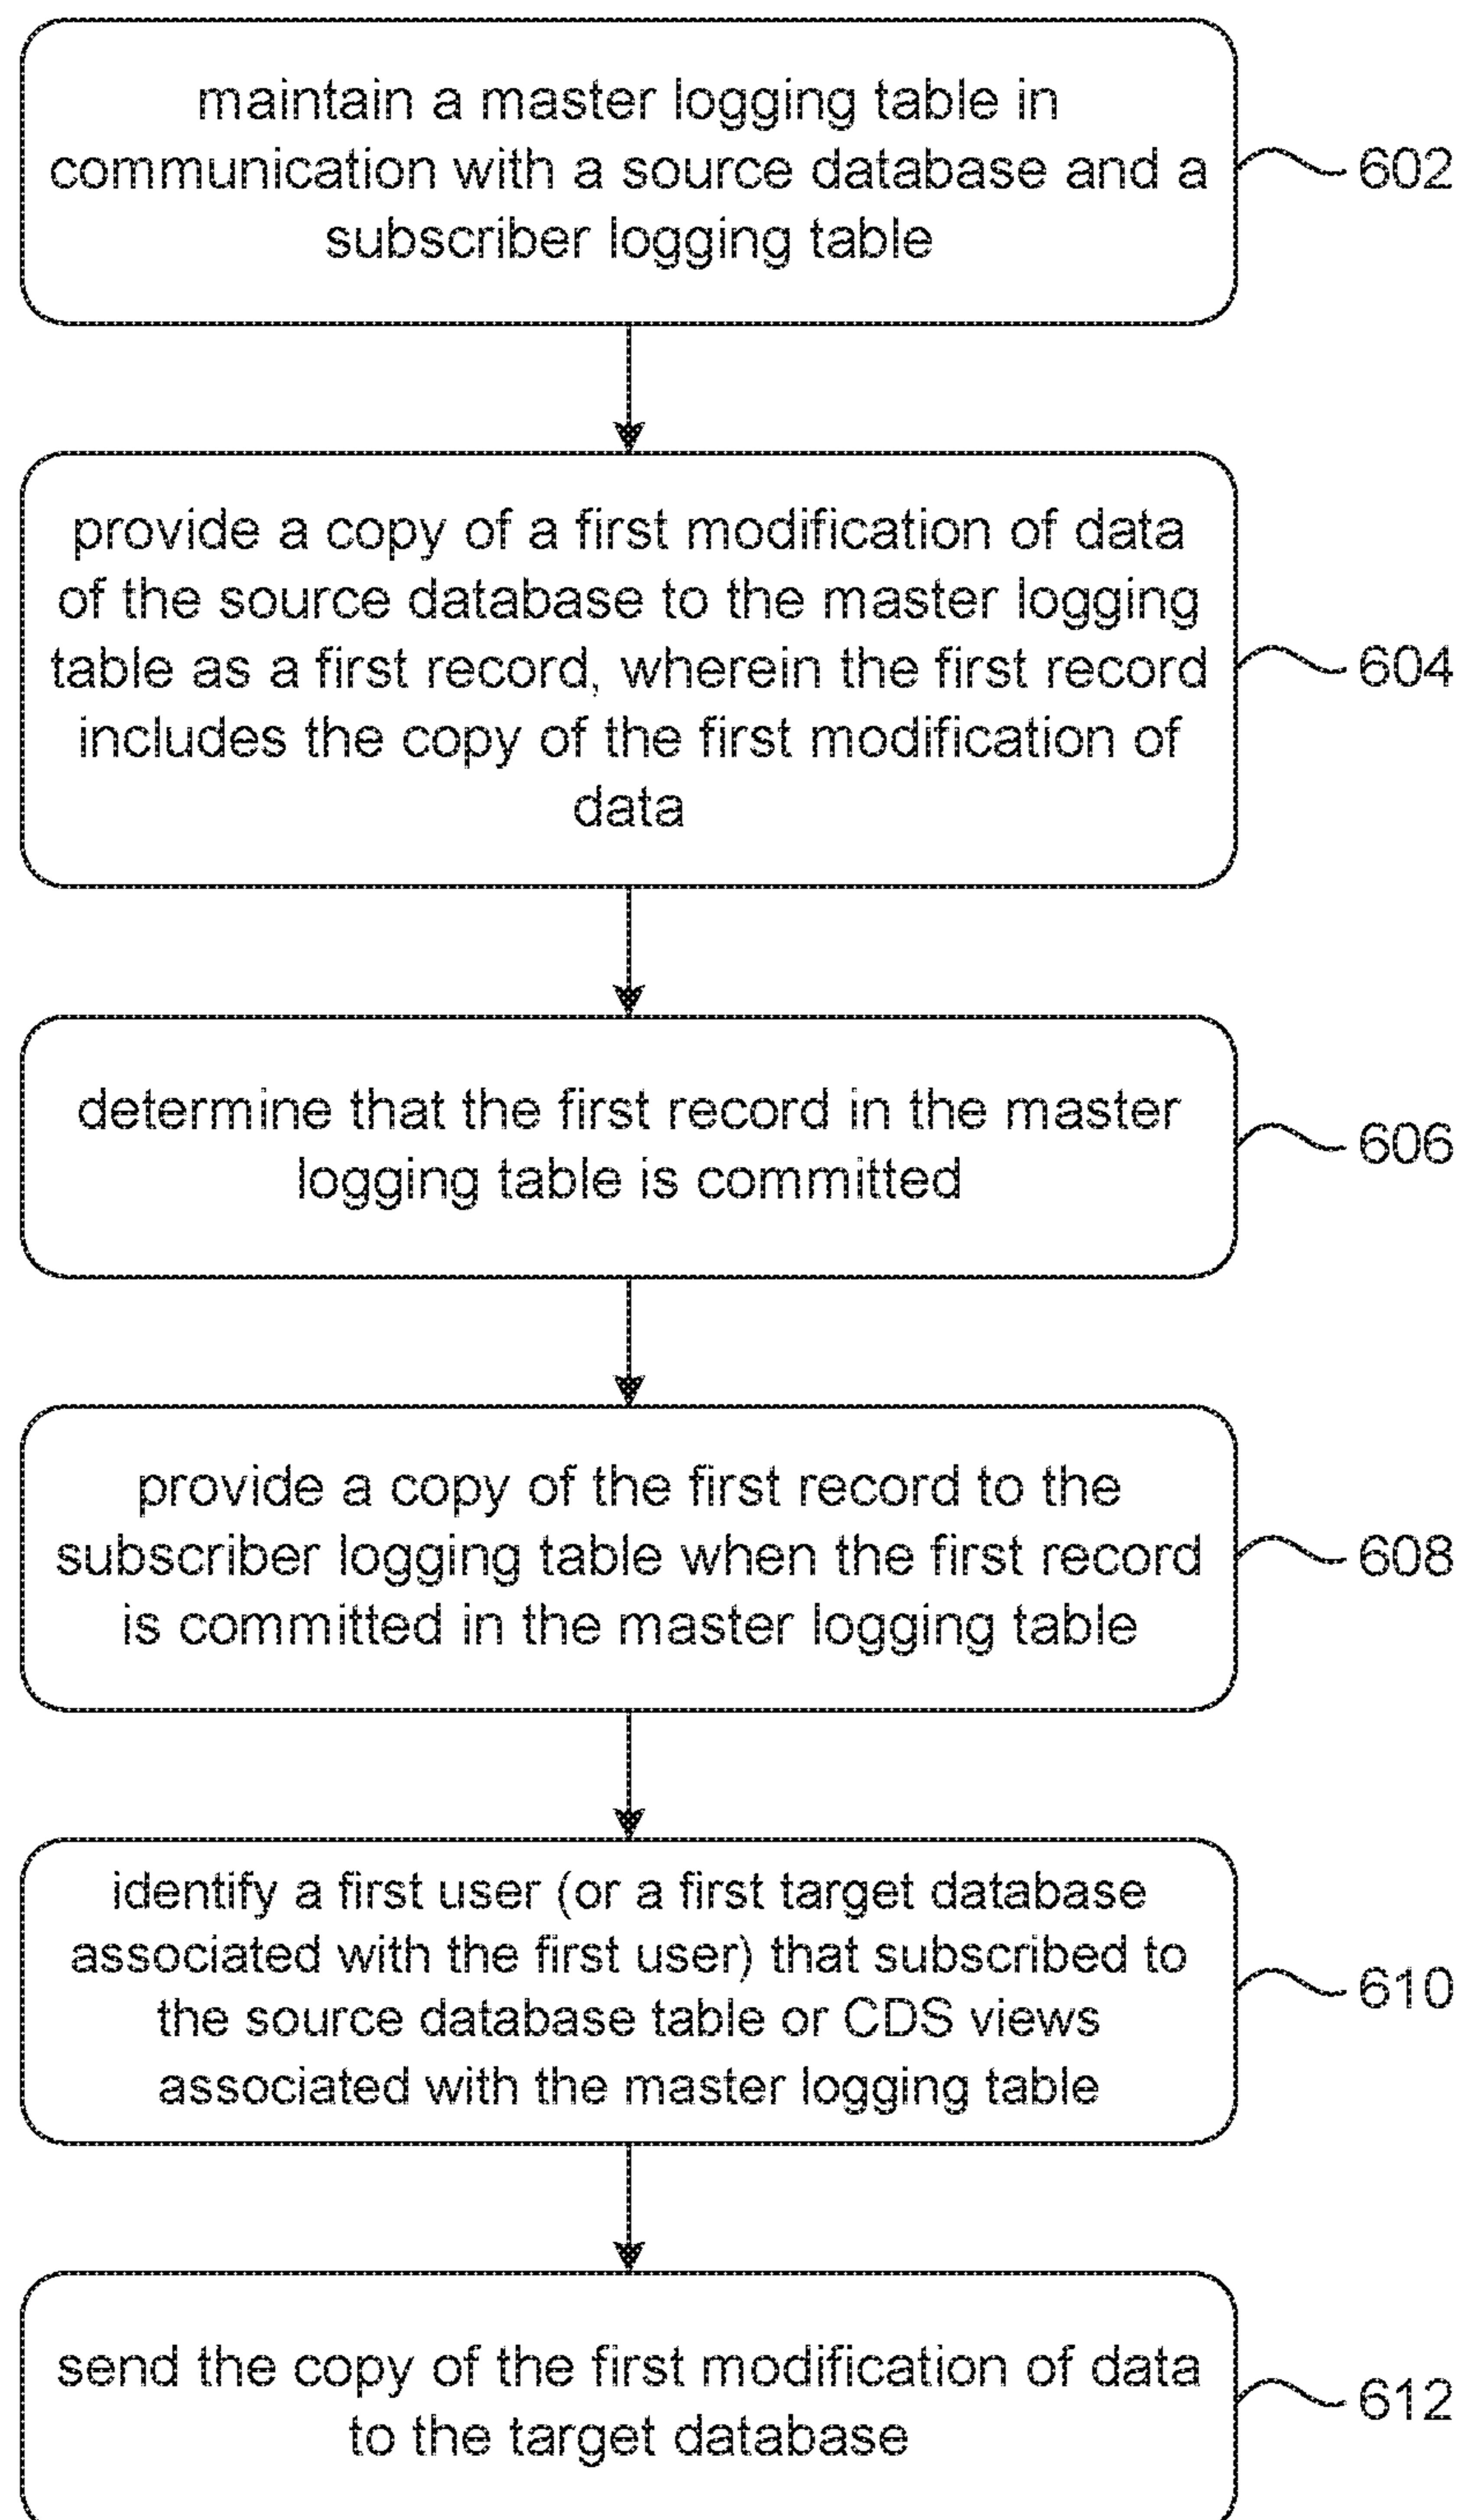 maintain a master logging table in
communication with a source database and a
subscriber logging table
602
provide a copy of a first modification of data
of the source database to the master logging
table as a first record, wherein the first record
includes the copy of the first modification of
data
604
determine that the first record in the master
logging table is committed
606
provide a copy of the first record to the
subscriber logging table when the first record
is committed in the master logging table
608
identify a first user (or a first target database
associated with the first user) that subscribed to
the source database table or CDS views
associated with the master logging table
610
send the copy of the first modification of data
to the target database
612